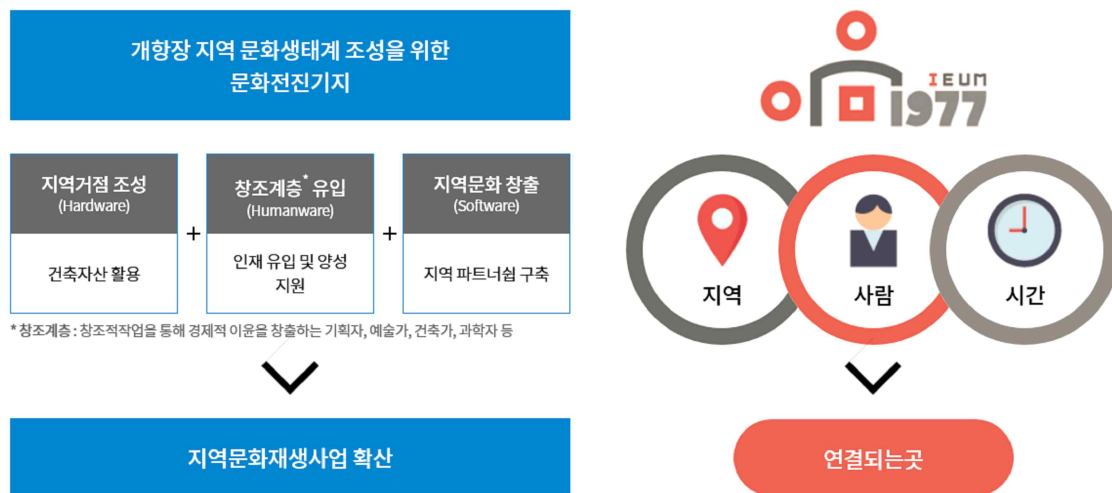 개항장 지역 문화생태계 조성을 위한
문화전진기지
지역거점 조성
(Hardware)
건축자산 활용
+
창조계층* 유입
(Humanware)
인재 유입 및 양성
지원
+
지역문화 창출
(Software)
지역 파트너쉽 구축
* 창조계층 : 창조적작업을 통해 경제적 이윤을 창출하는 기획자, 예술가, 건축가, 과학자 등
지역문화재생사업 확산
이음
IEUM
1977
지역
사람
시간
연결되는곳